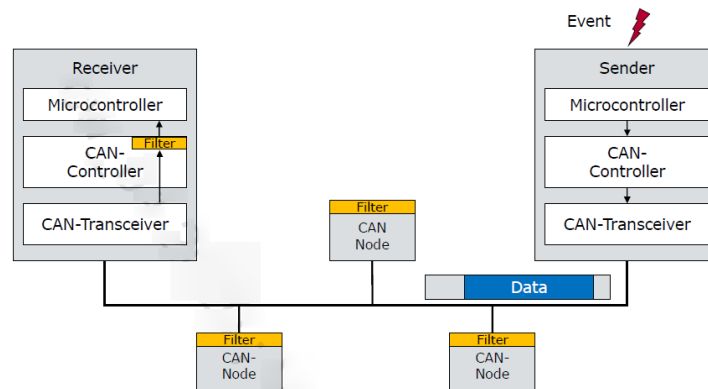 Event
Receiver
Sender
Microcontroller
Microcontroller
Filter
CAN-
Controller
CAN-
Controller
CAN-Transceiver
CAN-Transceiver
Filter
CAN
Node
Data
Filter
CAN-
Node
Filter
CAN-
Node